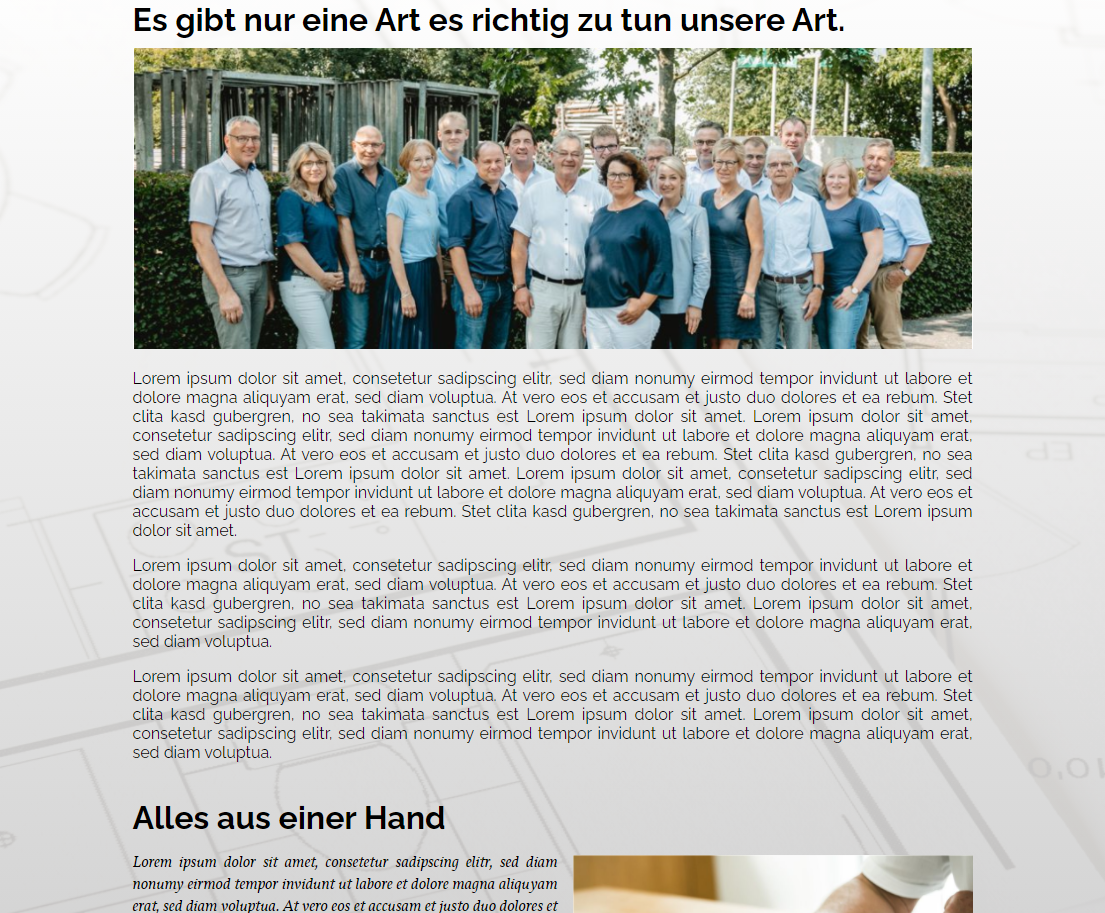 Es gibt nur eine Art es richtig zu tun unsere Art.
Lorem ipsum dolor sit amet, consetetur sadipscing elitr, sed diam nonumy eirmod tempor invidunt ut labore et
dolore magna aliquyam erat, sed diam voluptua. At vero eos et accusam et justo duo dolores et ea rebum. Stet
clita kasd gubergren, no sea takimata sanctus est Lorem ipsum dolor sit amet. Lorem ipsum dolor sit amet,
consetetur sadipscing elitr, sed diam nonumy eirmod tempor invidunt ut labore et dolore magna aliquyam erat,
sed diam voluptua. At vero eos et accusam et justo duo dolores et ea rebum. Stet clita kasd gubergren, no sea
takimata sanctus est Lorem ipsum dolor sit amet. Lorem ipsum dolor sit amet, consetetur sadipscing elitr, sed
diam nonumy eirmod tempor invidunt ut labore et dolore magna aliquyam erat, sed diam voluptua. At vero eos et
accusam et justo duo dolores et ea rebum. Stet clita kasd gubergren, no sea takimata sanctus est Lorem ipsum
dolor sit amet.
Lorem ipsum dolor sit amet, consetetur sadipscing elitr, sed diam nonumy eirmod tempor invidunt ut labore et
dolore magna aliquyam erat, sed diam voluptua. At vero eos et accusam et justo duo dolores et ea rebum. Stet
clita kasd gubergren, no sea takimata sanctus est Lorem ipsum dolor sit amet. Lorem ipsum dolor sit amet,
consetetur sadipscing elitr, sed diam nonumy eirmod tempor invidunt ut labore et dolore magna aliquyam erat,
sed diam voluptua.
Lorem ipsum dolor sit amet, consetetur sadipscing elitr, sed diam nonumy eirmod tempor invidunt ut labore et
dolore magna aliquyam erat, sed diam voluptua. At vero eos et accusam et justo duo dolores et ea rebum. Stet
clita kasd gubergren, no sea takimata sanctus est Lorem ipsum dolor sit amet. Lorem ipsum dolor sit amet,
consetetur sadipscing elitr, sed diam nonumy eirmod tempor invidunt ut labore et dolore magna aliquyam erat,
sed diam voluptua.
Alles aus einer Hand
Lorem ipsum dolor sit amet, consetetur sadipscing elitr, sed diam
nonumy eirmod tempor invidunt ut labore et dolore magna aliquyam
erat, sed diam voluptua. At vero eos et accusam et justo duo dolores et